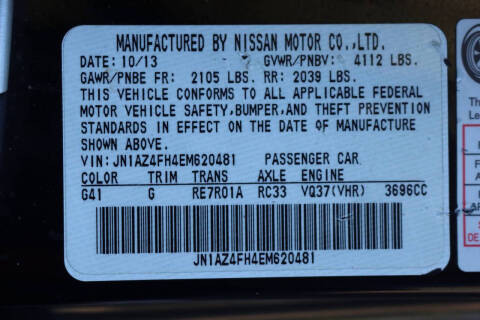 MANUFACTURED BY NISSAN MOTOR CO.,LTD.
DATE: 10/13 GVWR/PNBV: 4112 LBS.
GAWR/PNBE FR: 2105 LBS. RR: 2039 LBS.
THIS VEHICLE CONFORMS TO ALL APPLICABLE FEDERAL
MOTOR VEHICLE SAFETY,BUMPER,AND THEFT PREVENTION
STANDARDS IN EFFECT ON THE DATE OF MANUFACTURE
SHOWN ABOVE.
VIN: JN1AZ4FH4EM620481 PASSENGER CAR
COLOR TRIM TRANS AXLE ENGINE
G41 G RE7R01A RC33 VQ37(VHR) 3696CC
JN1AZ4FH4EM620481